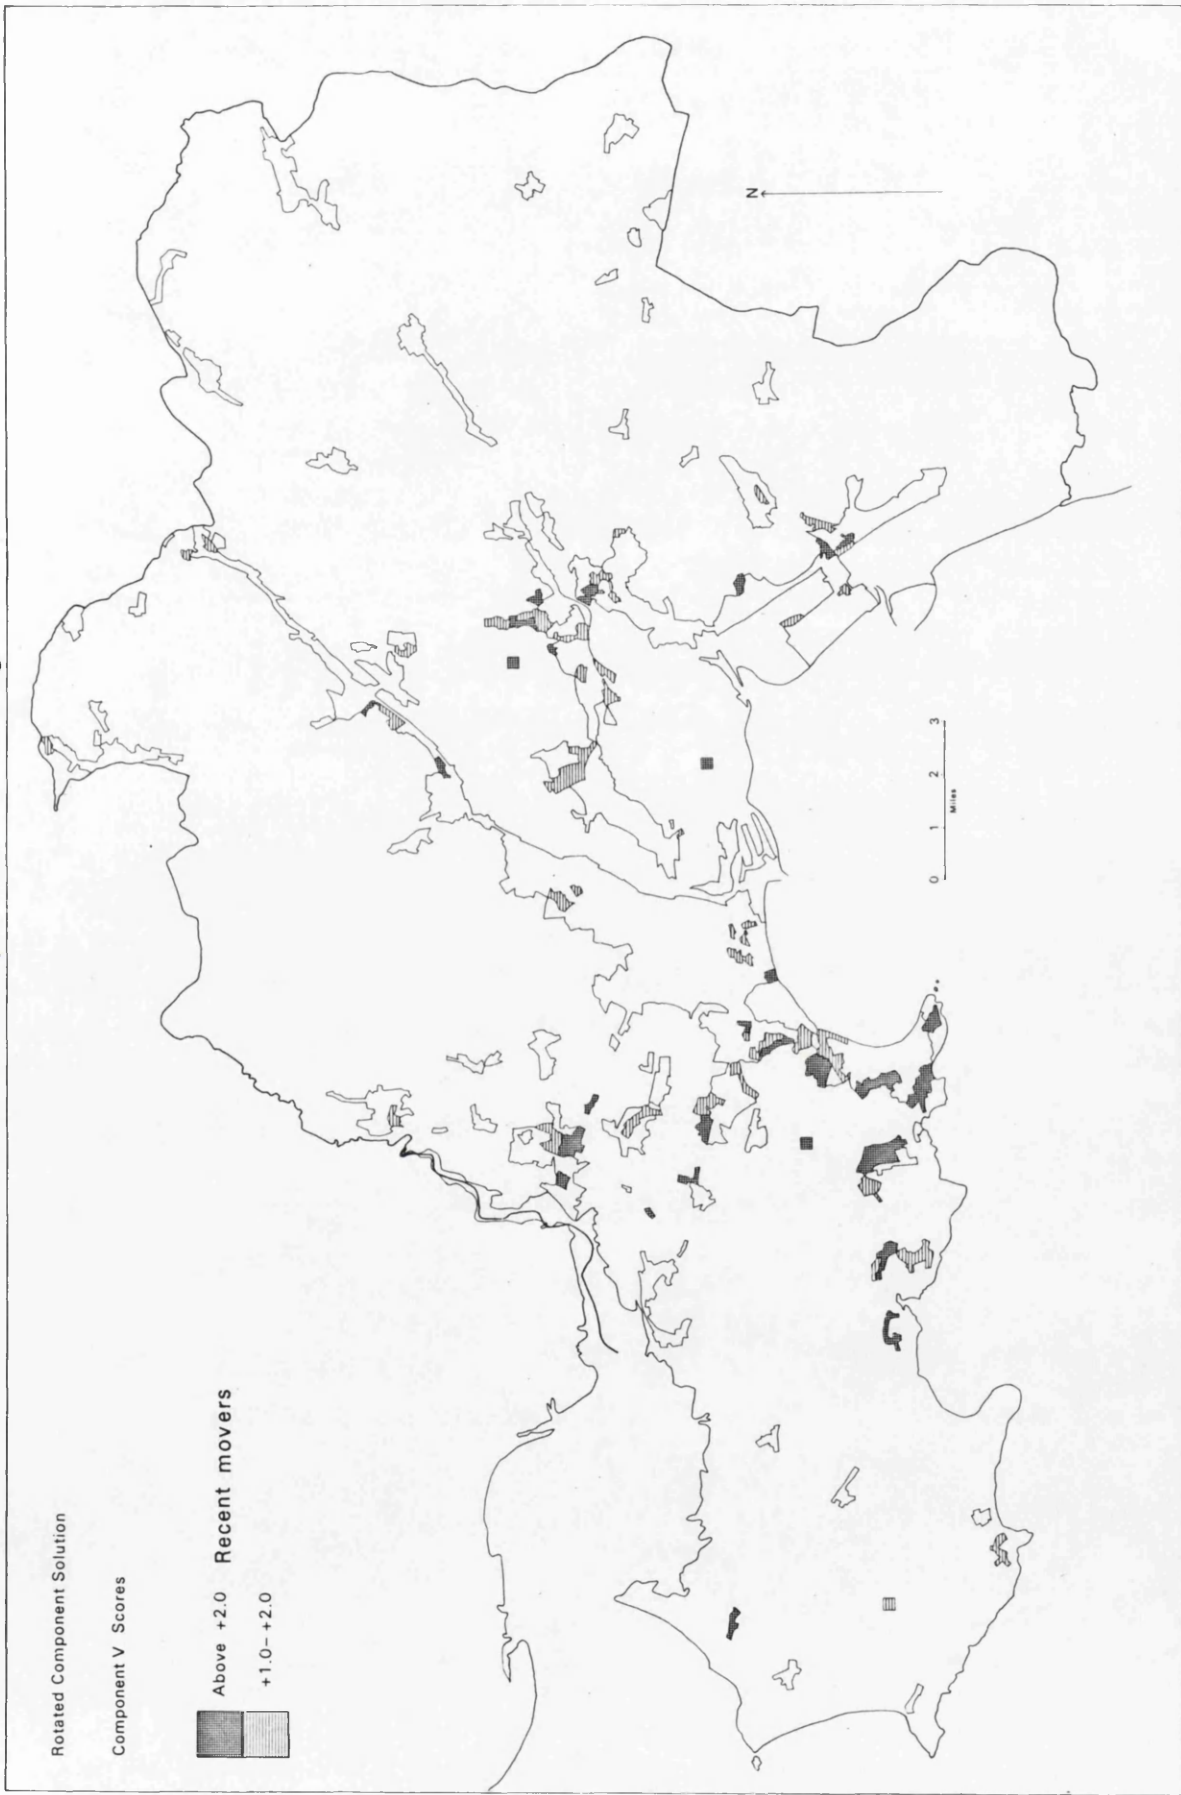 Rotated Component Solution
Component V Scores
Above +2.0 Recent movers
+1.0–+2.0
N
0 1 2 3
Miles